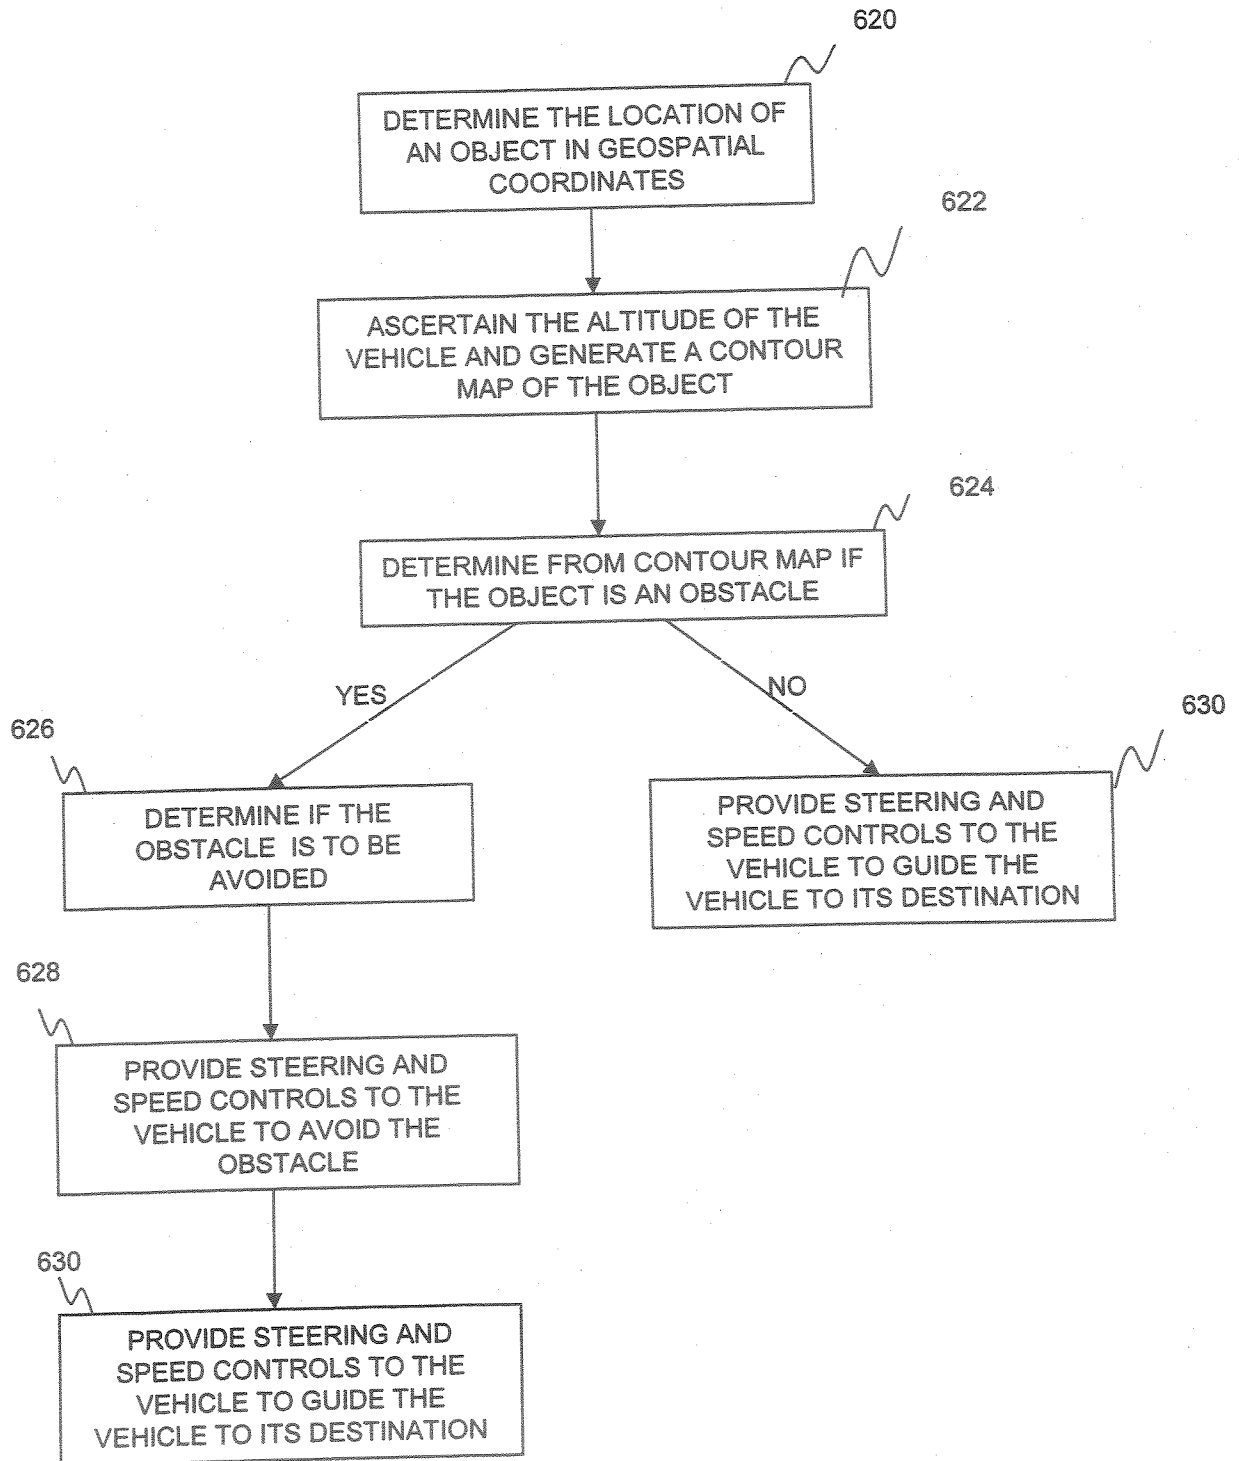 620
DETERMINE THE LOCATION OF
AN OBJECT IN GEOSPATIAL
COORDINATES
622
ASCERTAIN THE ALTITUDE OF THE
VEHICLE AND GENERATE A CONTOUR
MAP OF THE OBJECT
624
DETERMINE FROM CONTOUR MAP IF
THE OBJECT IS AN OBSTACLE
YES
NO
626
DETERMINE IF THE
OBSTACLE IS TO BE
AVOIDED
630
PROVIDE STEERING AND
SPEED CONTROLS TO THE
VEHICLE TO GUIDE THE
VEHICLE TO ITS DESTINATION
628
PROVIDE STEERING AND
SPEED CONTROLS TO THE
VEHICLE TO AVOID THE
OBSTACLE
630
PROVIDE STEERING AND
SPEED CONTROLS TO THE
VEHICLE TO GUIDE THE
VEHICLE TO ITS DESTINATION